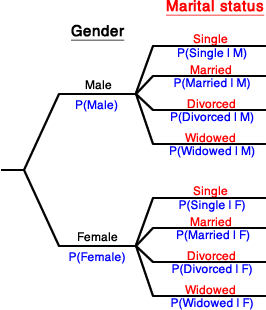 Marital status
Gender
Single
P(Single | M)
Married
P(Married | M)
Male
P(Male)
Divorced
P(Divorced | M)
Widowed
P(Widowed | M)
Single
P(Single | F)
Married
P(Married | F)
Female
P(Female)
Divorced
P(Divorced | F)
Widowed
P(Widowed | F)